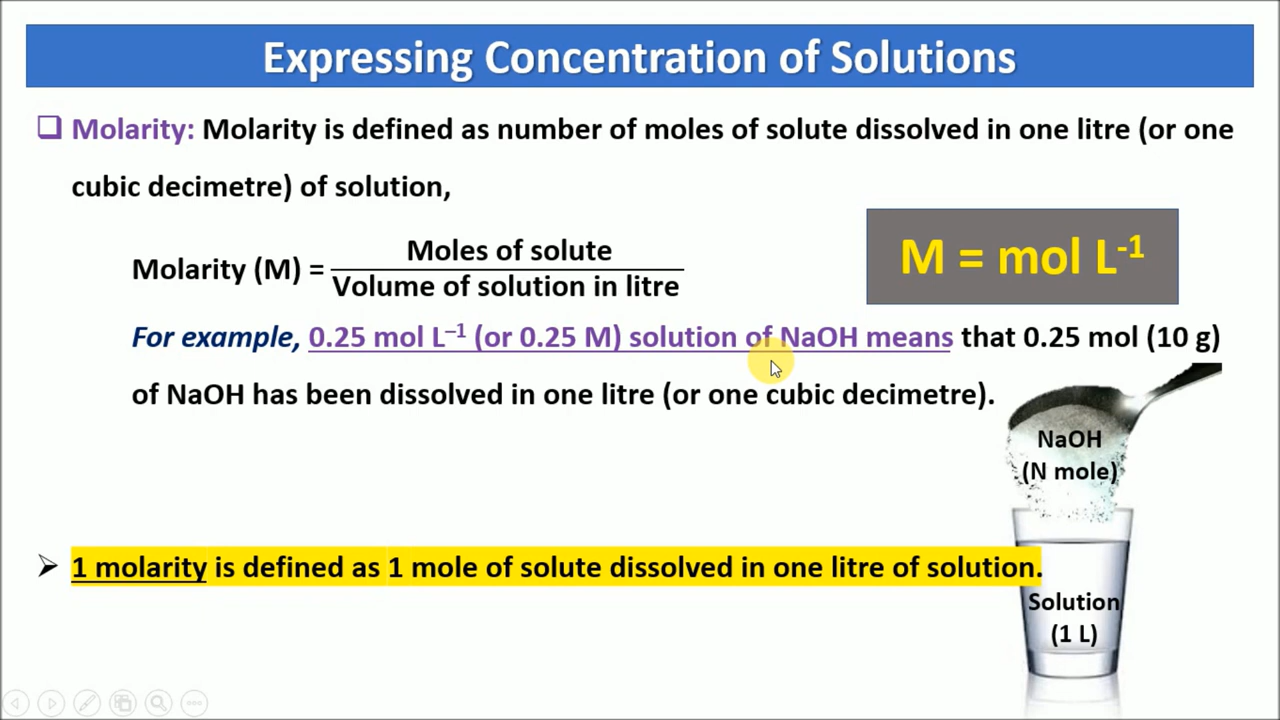 Expressing Concentration of Solutions
❑ Molarity: Molarity is defined as number of moles of solute dissolved in one litre (or one
cubic decimetre) of solution,
Molarity (M) = Moles of solute / Volume of solution in litre
M = mol L⁻¹
For example, 0.25 mol L⁻¹ (or 0.25 M) solution of NaOH means that 0.25 mol (10 g)
of NaOH has been dissolved in one litre (or one cubic decimetre).
NaOH
(N mole)
➢ 1 molarity is defined as 1 mole of solute dissolved in one litre of solution.
Solution
(1 L)